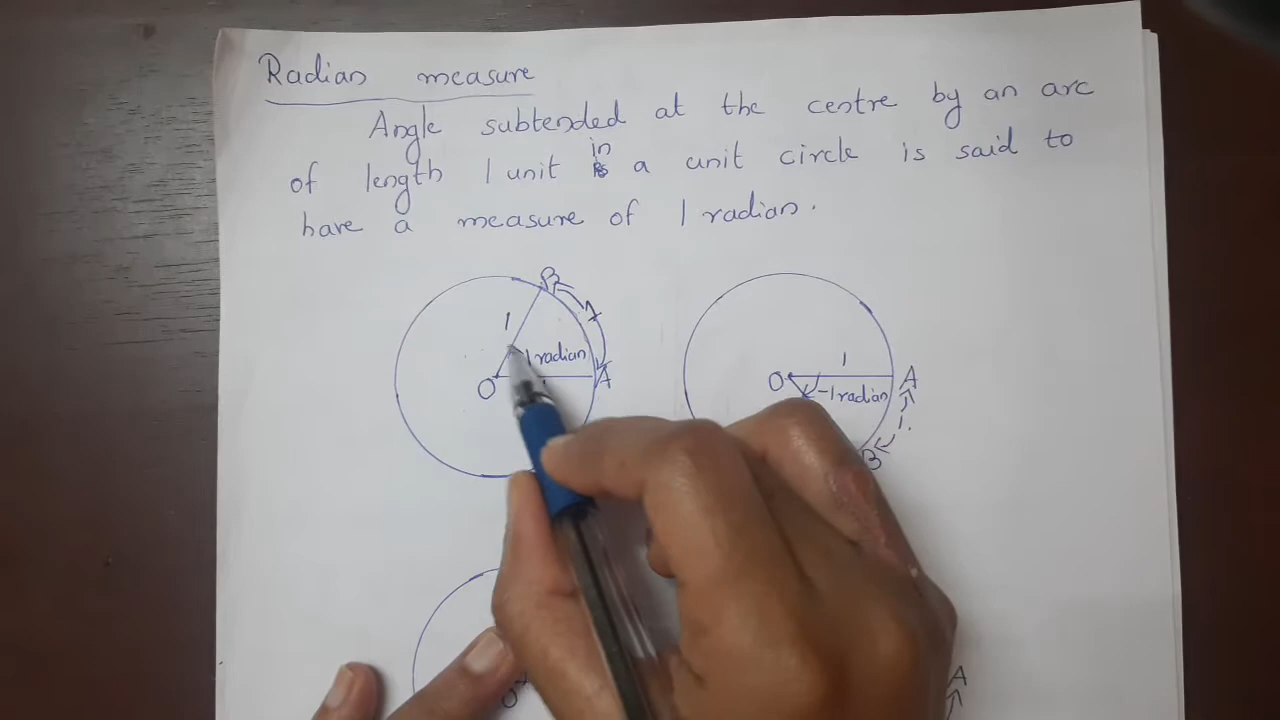 Radian measure
Angle subtended at the centre by an arc
of length 1 unit in a unit circle is said to
have a measure of 1 radian.
B
1
1
1 radian
O
A
1
O
A
-1 radian
1
B
O
A